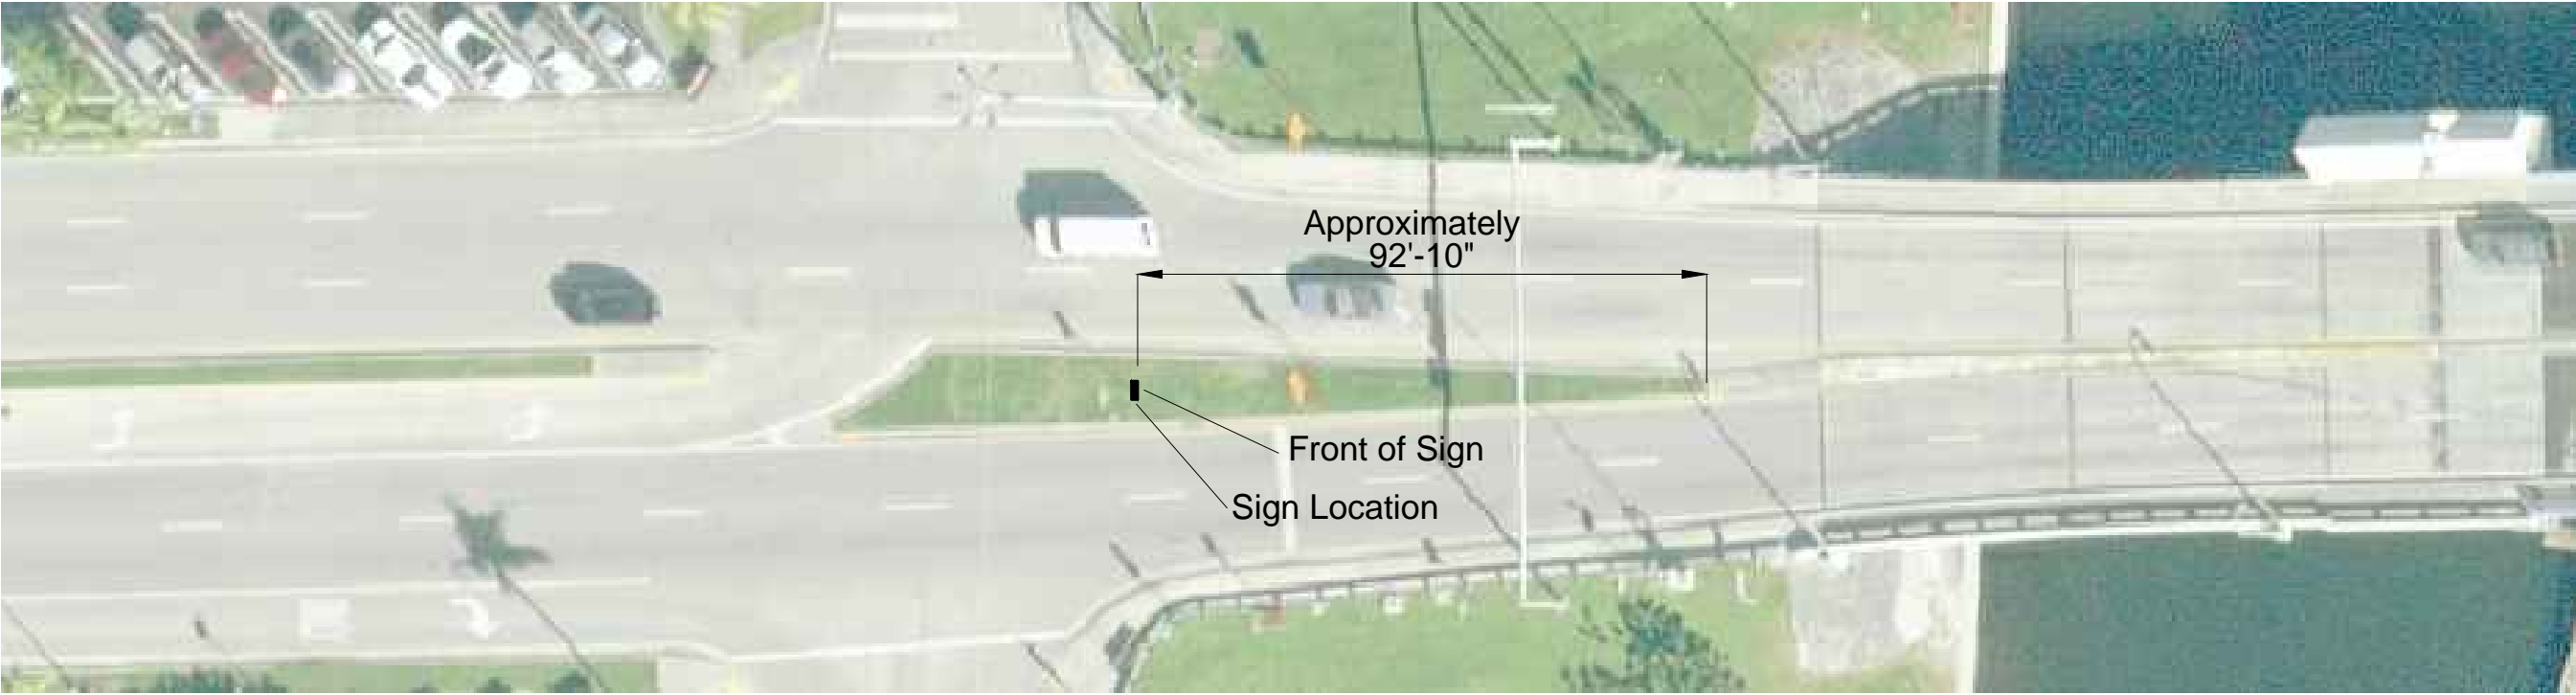 Approximately
92'-10"
Front of Sign
Sign Location